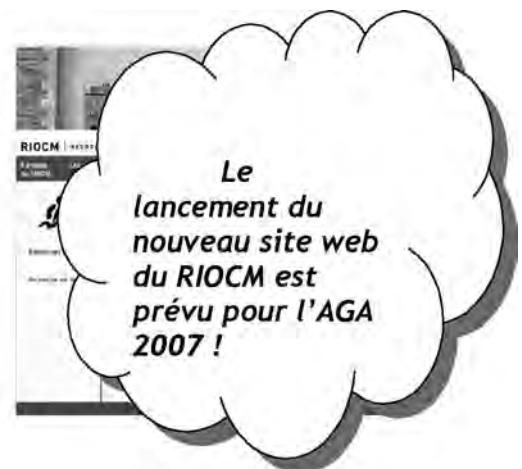 RIOCM
Le
lancement du
nouveau site web
du RIOCM est
prévu pour l'AGA
2007 !